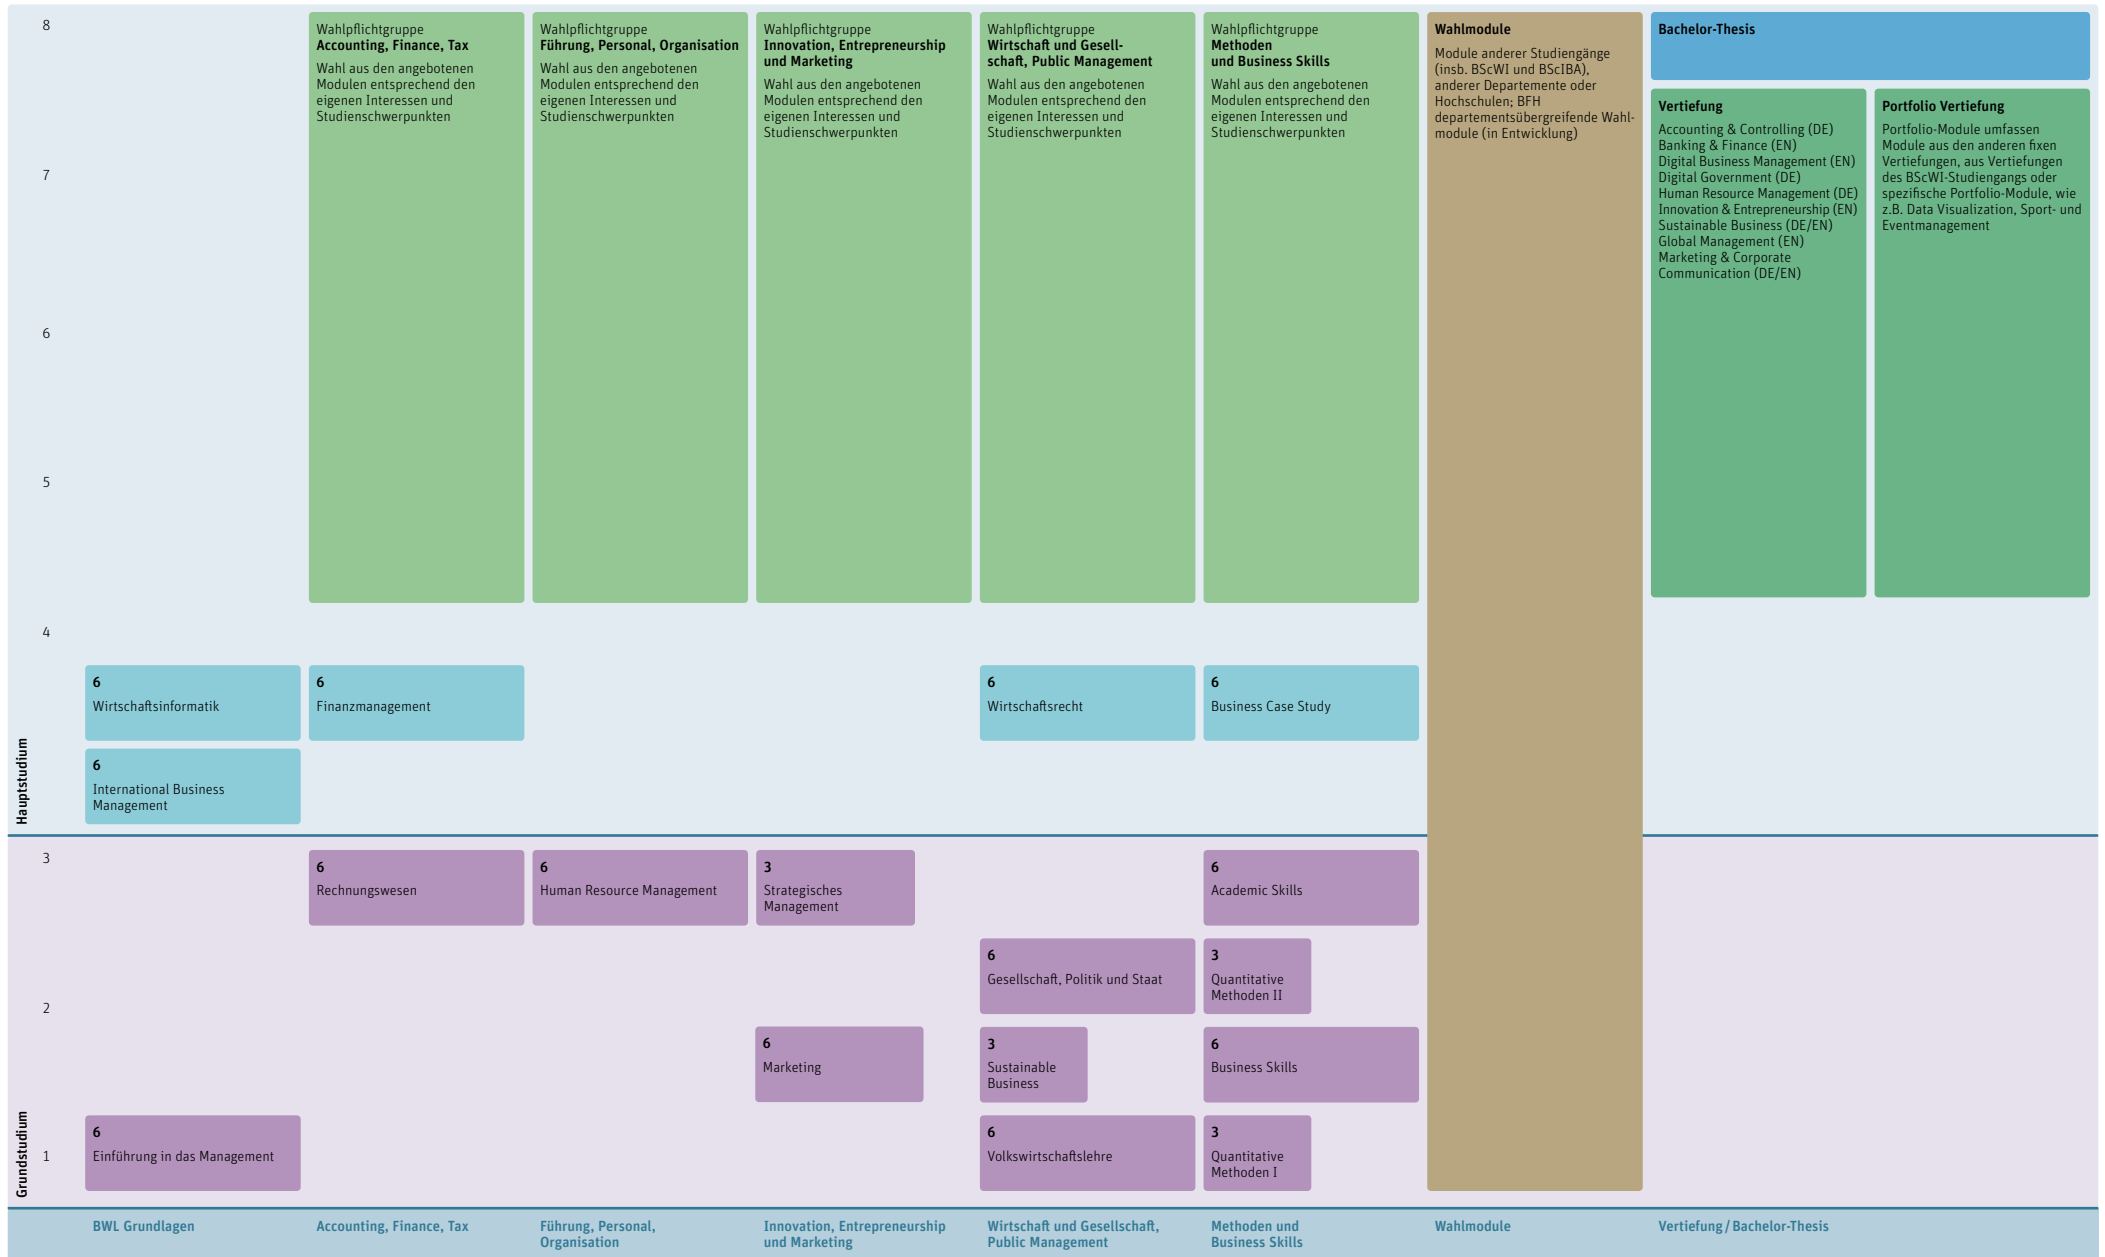 8
Wahlpflichtgruppe
Accounting, Finance, Tax
Wahl aus den angebotenen
Modulen entsprechend den
eigenen Interessen und
Studienschwerpunkten
Wahlpflichtgruppe
Führung, Personal, Organisation
Wahl aus den angebotenen
Modulen entsprechend den
eigenen Interessen und
Studienschwerpunkten
Wahlpflichtgruppe
Innovation, Entrepreneurship
und Marketing
Wahl aus den angebotenen
Modulen entsprechend den
eigenen Interessen und
Studienschwerpunkten
Wahlpflichtgruppe
Wirtschaft und Gesell-
schaft, Public Management
Wahl aus den angebotenen
Modulen entsprechend den
eigenen Interessen und
Studienschwerpunkten
Wahlpflichtgruppe
Methoden
und Business Skills
Wahl aus den angebotenen
Modulen entsprechend den
eigenen Interessen und
Studienschwerpunkten
Wahlmodule
Module anderer Studiengänge
(insb. BScWI und BScIBA),
anderer Departemente oder
Hochschulen; BFH
departementsübergreifende Wahl-
module (in Entwicklung)
Bachelor-Thesis
Vertiefung
Accounting & Controlling (DE)
Banking & Finance (EN)
Digital Business Management (EN)
Digital Government (DE)
Human Resource Management (DE)
Innovation & Entrepreneurship (EN)
Sustainable Business (DE/EN)
Global Management (EN)
Marketing & Corporate
Communication (DE/EN)
Portfolio Vertiefung
Portfolio-Module umfassen
Module aus den anderen fixen
Vertiefungen, aus Vertiefungen
des BScWI-Studiengangs oder
spezifische Portfolio-Module, wie
z.B. Data Visualization, Sport- und
Eventmanagement
7
6
5
4
Hauptstudium
6
Wirtschaftsinformatik
6
Finanzmanagement
6
Wirtschaftsrecht
6
Business Case Study
6
International Business
Management
3
6
Rechnungswesen
6
Human Resource Management
3
Strategisches
Management
6
Academic Skills
6
Gesellschaft, Politik und Staat
3
Quantitative
Methoden II
2
6
Marketing
3
Sustainable
Business
6
Business Skills
Grundstudium
1
6
Einführung in das Management
6
Volkswirtschaftslehre
3
Quantitative
Methoden I
BWL Grundlagen
Accounting, Finance, Tax
Führung, Personal,
Organisation
Innovation, Entrepreneurship
und Marketing
Wirtschaft und Gesellschaft,
Public Management
Methoden und
Business Skills
Wahlmodule
Vertiefung / Bachelor-Thesis